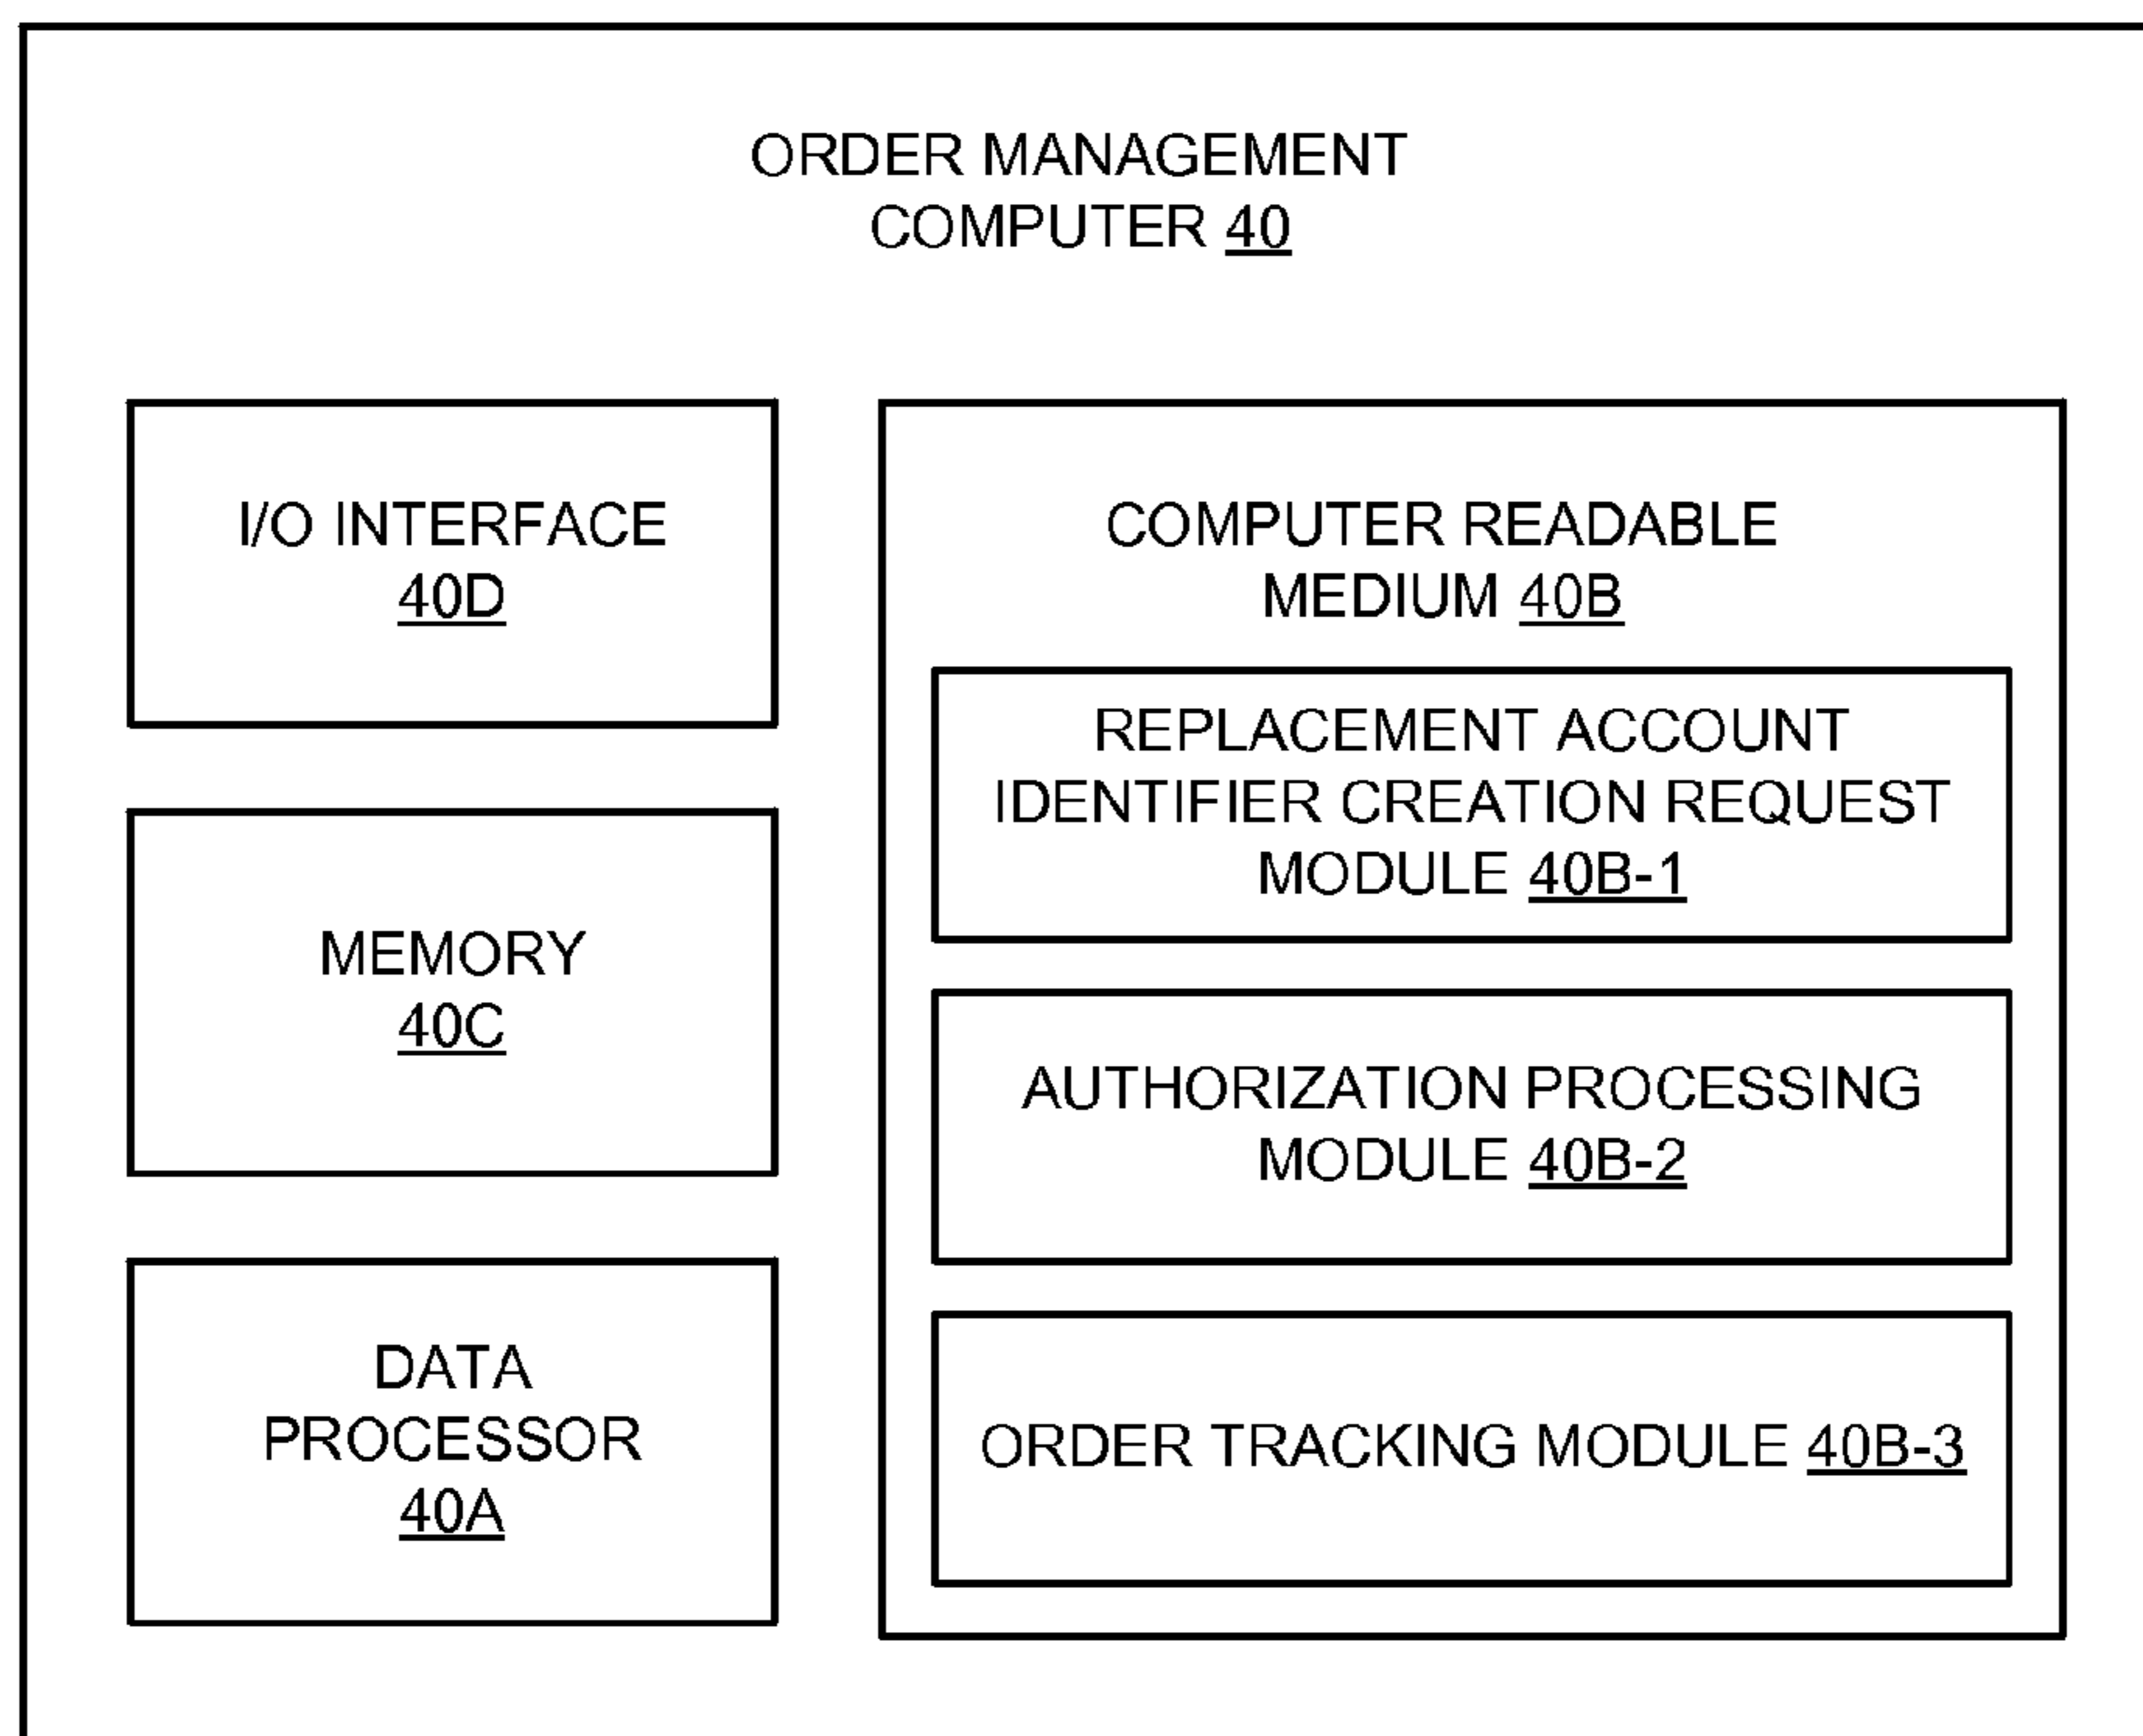 ORDER MANAGEMENT
COMPUTER 40
I/O INTERFACE
40D
MEMORY
40C
DATA
PROCESSOR
40A
COMPUTER READABLE
MEDIUM 40B
REPLACEMENT ACCOUNT
IDENTIFIER CREATION REQUEST
MODULE 40B-1
AUTHORIZATION PROCESSING
MODULE 40B-2
ORDER TRACKING MODULE 40B-3